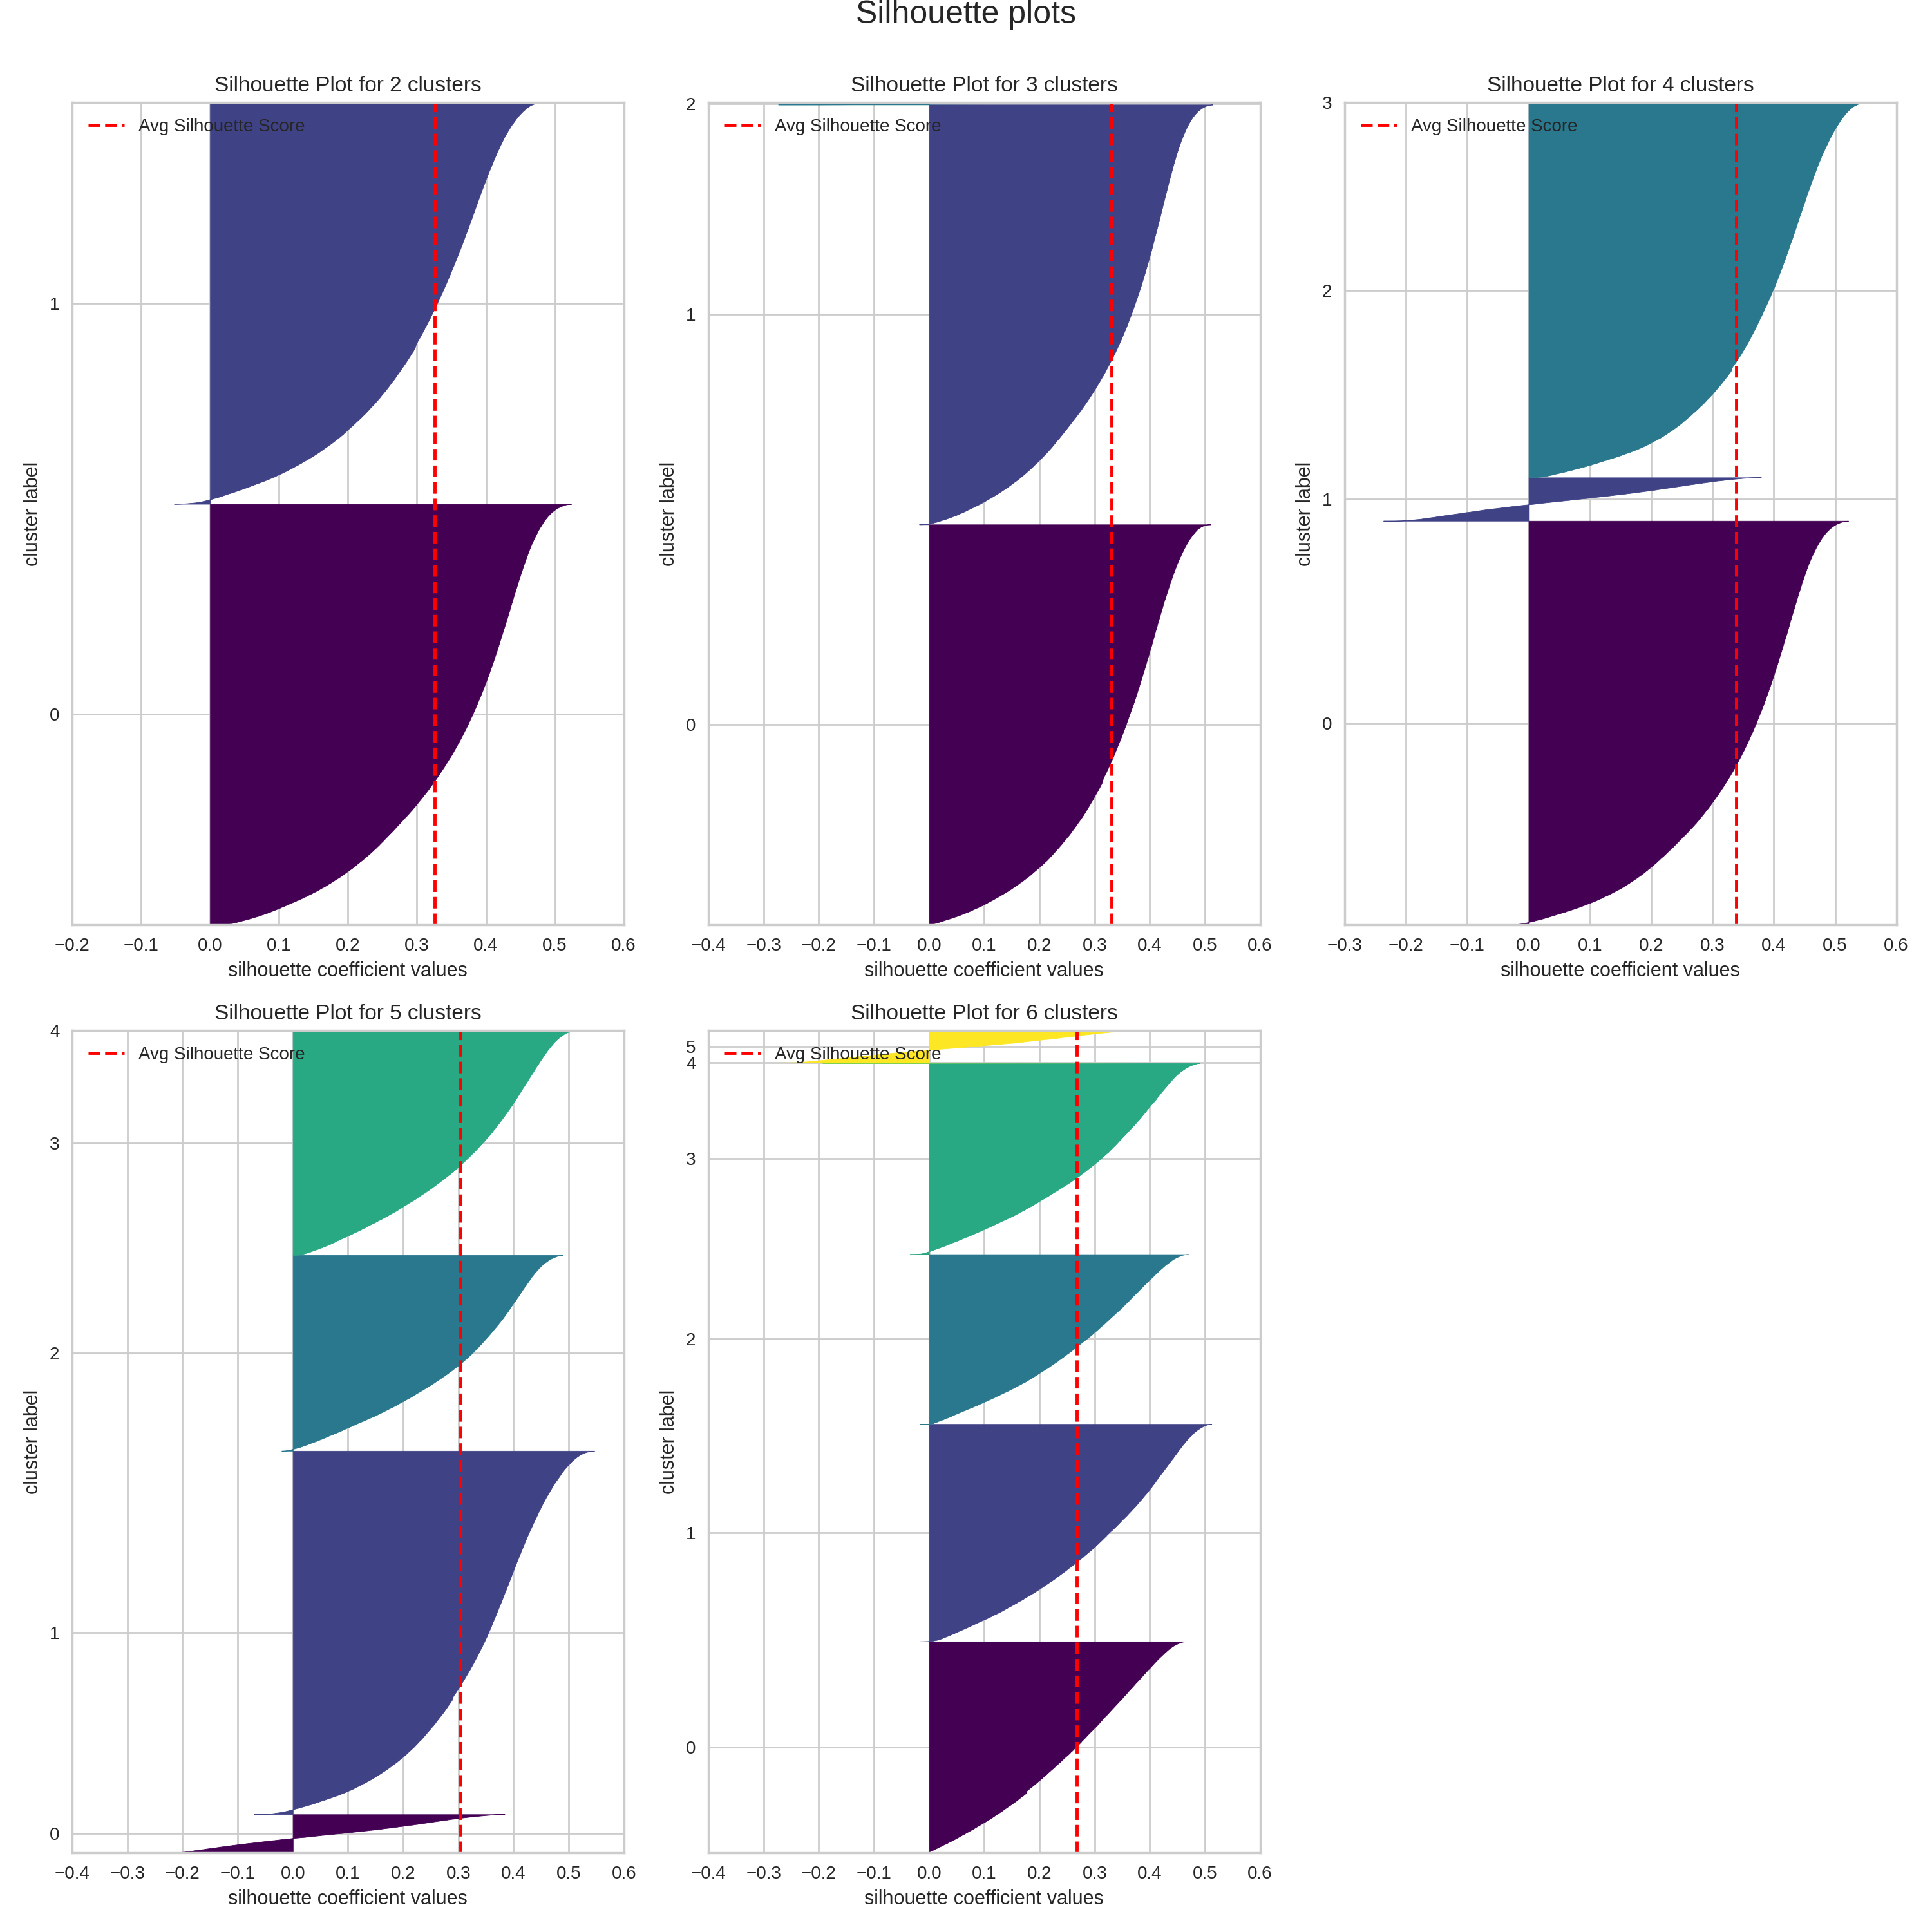 Silhouette plots
Silhouette Plot for 2 clusters
Avg Silhouette Score
1
0
cluster label
−0.2 −0.1 0.0 0.1 0.2 0.3 0.4 0.5 0.6
silhouette coefficient values
Silhouette Plot for 3 clusters
Avg Silhouette Score
2
1
0
cluster label
−0.4 −0.3 −0.2 −0.1 0.0 0.1 0.2 0.3 0.4 0.5 0.6
silhouette coefficient values
Silhouette Plot for 4 clusters
Avg Silhouette Score
3
2
1
0
cluster label
−0.3 −0.2 −0.1 0.0 0.1 0.2 0.3 0.4 0.5 0.6
silhouette coefficient values
Silhouette Plot for 5 clusters
Avg Silhouette Score
4
3
2
1
0
cluster label
−0.4 −0.3 −0.2 −0.1 0.0 0.1 0.2 0.3 0.4 0.5 0.6
silhouette coefficient values
Silhouette Plot for 6 clusters
Avg Silhouette Score
5
4
3
2
1
0
cluster label
−0.4 −0.3 −0.2 −0.1 0.0 0.1 0.2 0.3 0.4 0.5 0.6
silhouette coefficient values